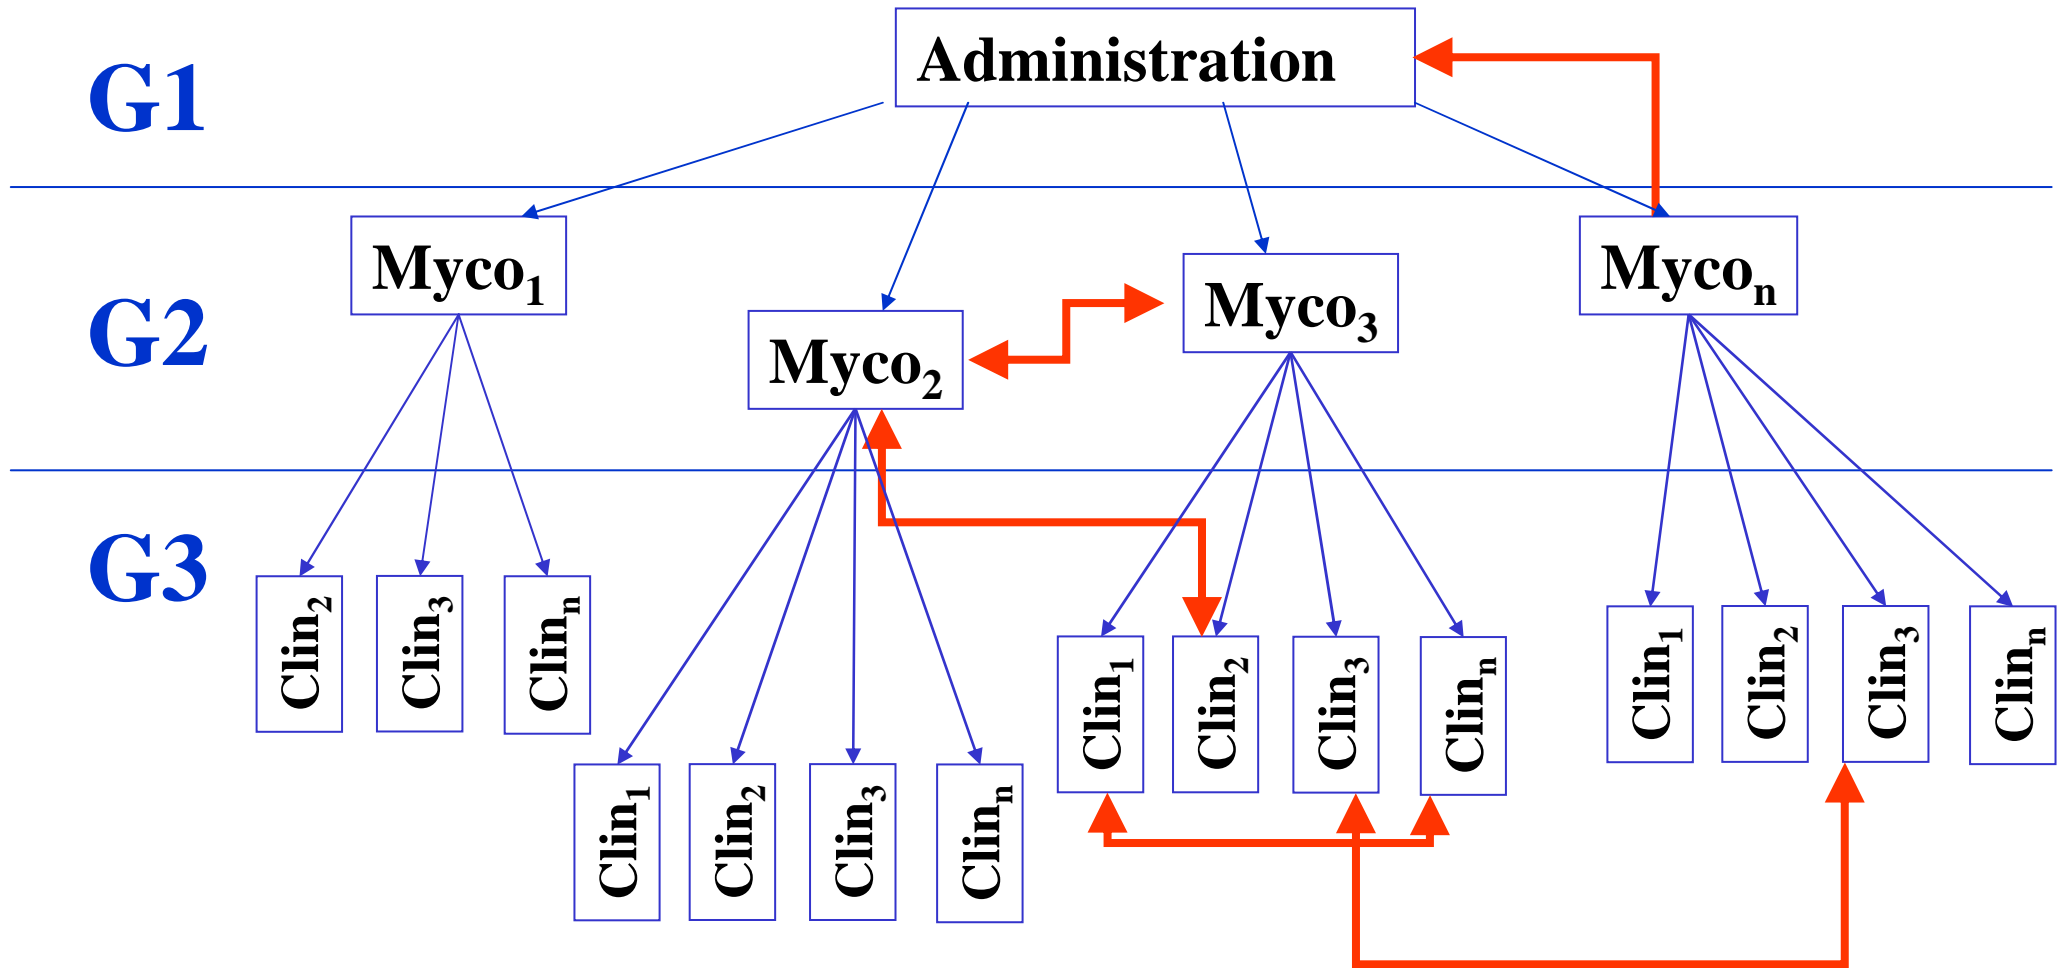 G1
Administration
G2
Myco₁
Myco₂
Myco₃
Mycoₙ
G3
Clin₂
Clin₃
Clinₙ
Clin₁
Clin₂
Clin₃
Clinₙ
Clin₁
Clin₂
Clin₃
Clinₙ
Clin₁
Clin₂
Clin₃
Clinₙ